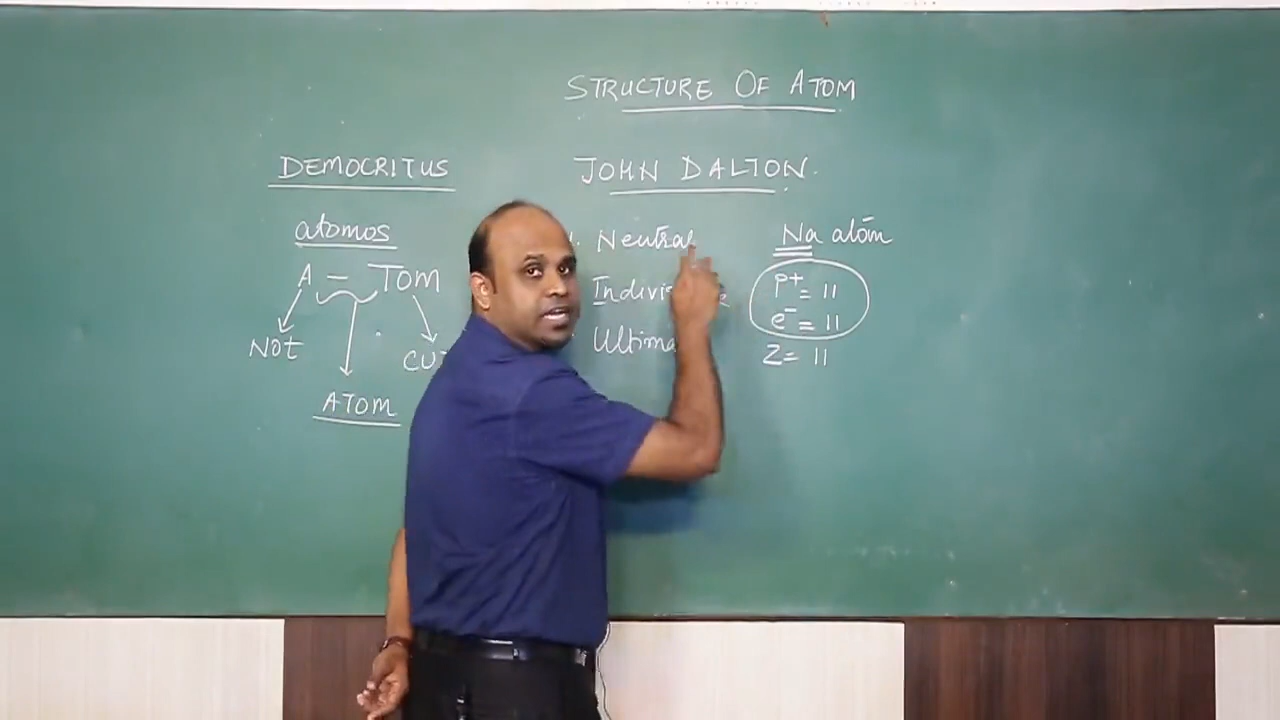 STRUCTURE OF ATOM
DEMOCRITUS
atomos
A - TOM
NOT
ATOM
JOHN DALTON.
Neutral
Na atom
p+ = 11
e- = 11
Z = 11